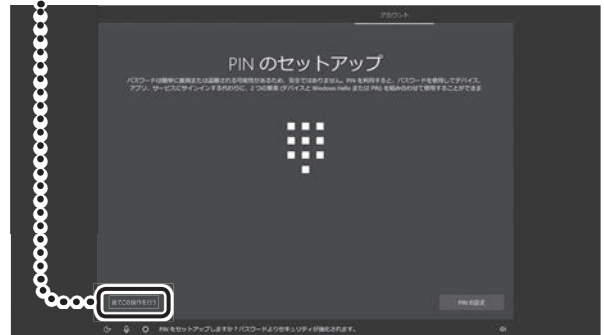 アカウント
PIN のセットアップ
パスワードは簡単に推測または盗難される可能性があるため、安全ではありません。PIN を利用すると、パスワードを使用してデバイス、
アプリ、サービスにサインインする代わりに、2 つの要素 (デバイスと Windows Hello または PIN) を組み合わせて使用することができま
後でこの操作を行う
PIN の設定
PIN をセットアップしますか？パスワードよりセキュリティが強化されます。